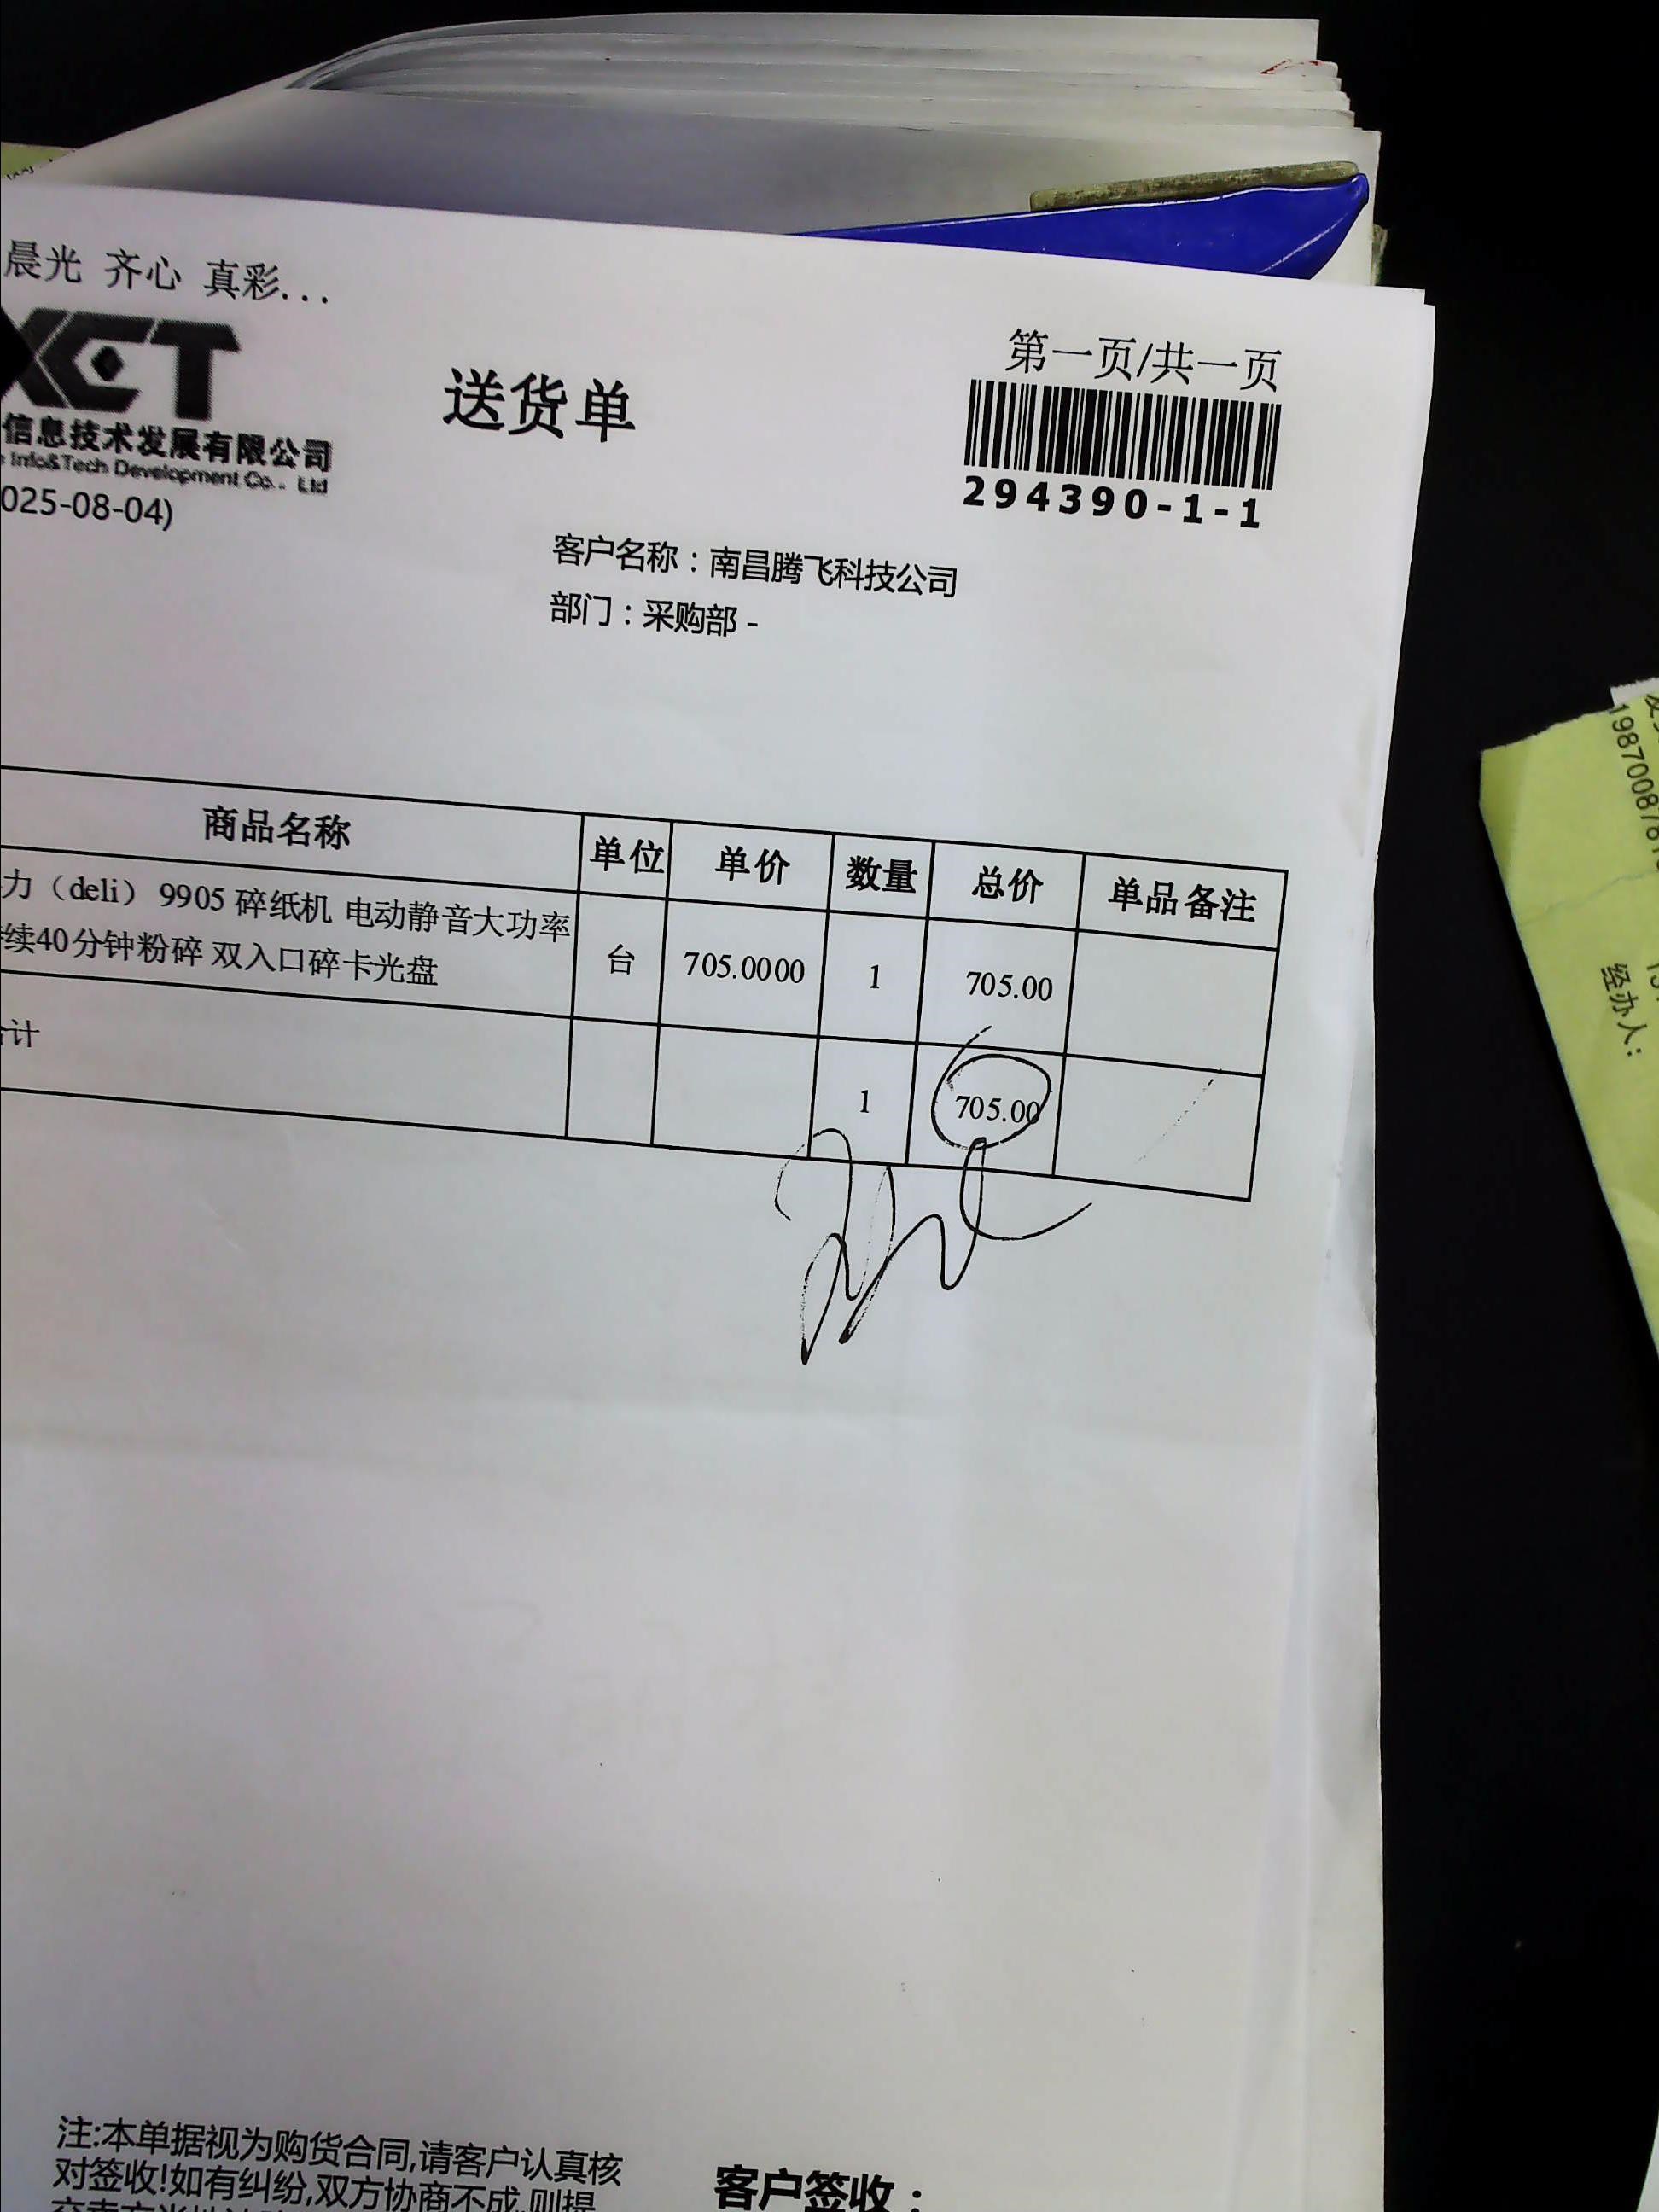 晨光 齐心 真彩...
XCT
信息技术发展有限公司
Info&Tech Development Co., Ltd
025-08-04)
送货单
第一页/共一页
294390-1-1
客户名称：南昌腾飞科技公司
部门：采购部 -
商品名称 单位 单价 数量 总价 单品备注
力（deli） 9905 碎纸机 电动静音大功率
续40分钟粉碎 双入口碎卡光盘 台 705.0000 1 705.00
计 1 705.00
注:本单据视为购货合同,请客户认真核
对签收!如有纠纷,双方协商不成,则提
客户签收：
经办人：